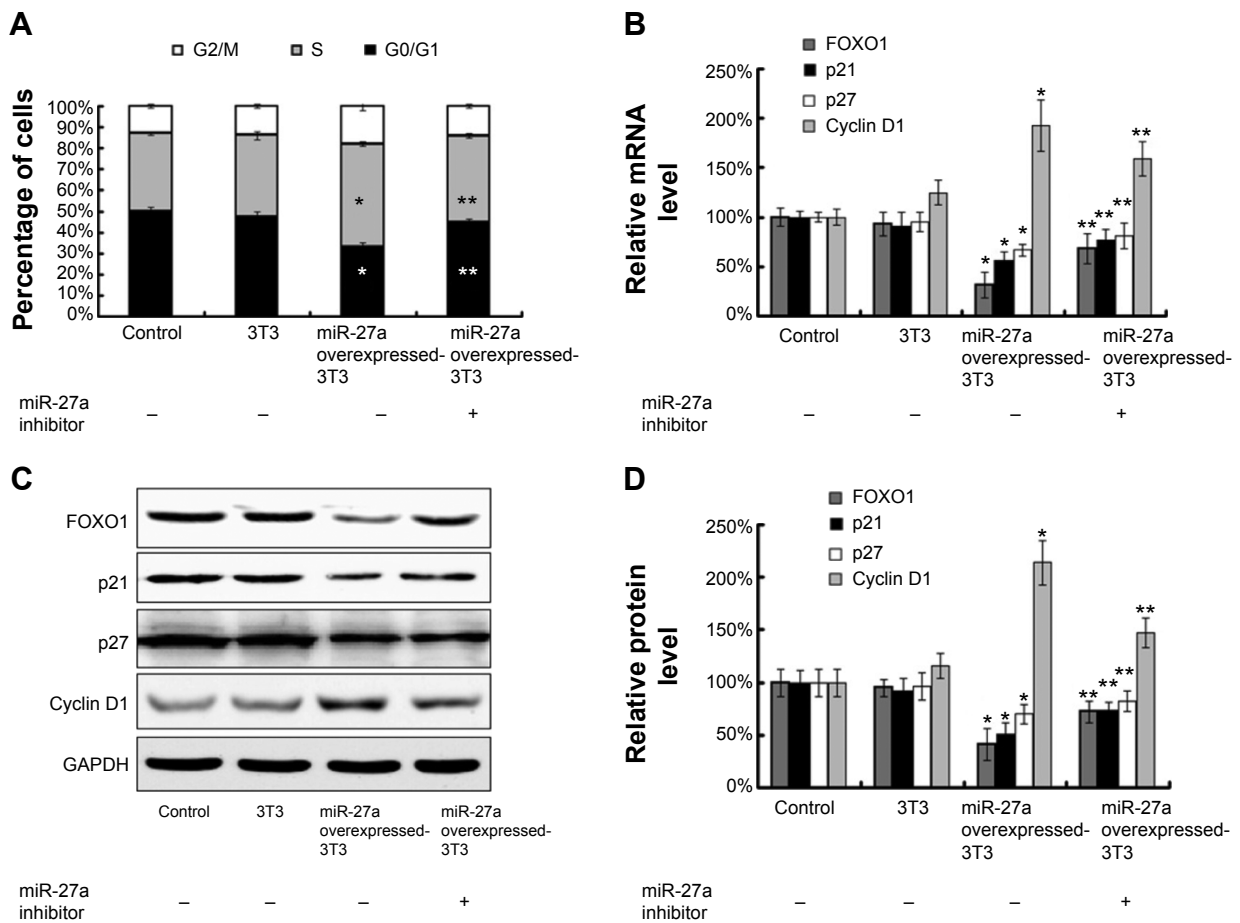 A
G2/M S G0/G1
Percentage of cells
100%
90%
80%
70%
60%
50%
40%
30%
20%
10%
0%
* **
* **
Control 3T3 miR-27a miR-27a
overexpressed- overexpressed-
3T3 3T3
miR-27a
inhibitor – – – +
B
FOXO1
p21
p27
Cyclin D1
Relative mRNA
level
250%
200%
150%
100%
50%
0%
* * * * ** ** ** **
Control 3T3 miR-27a miR-27a
overexpressed- overexpressed-
3T3 3T3
miR-27a
inhibitor – – – +
C
FOXO1
p21
p27
Cyclin D1
GAPDH
Control 3T3 miR-27a miR-27a
overexpressed- overexpressed-
3T3 3T3
miR-27a
inhibitor – – – +
D
FOXO1
p21
p27
Cyclin D1
Relative protein
level
250%
200%
150%
100%
50%
0%
* * * * ** ** ** **
Control 3T3 miR-27a miR-27a
overexpressed- overexpressed-
3T3 3T3
miR-27a
inhibitor – – – +